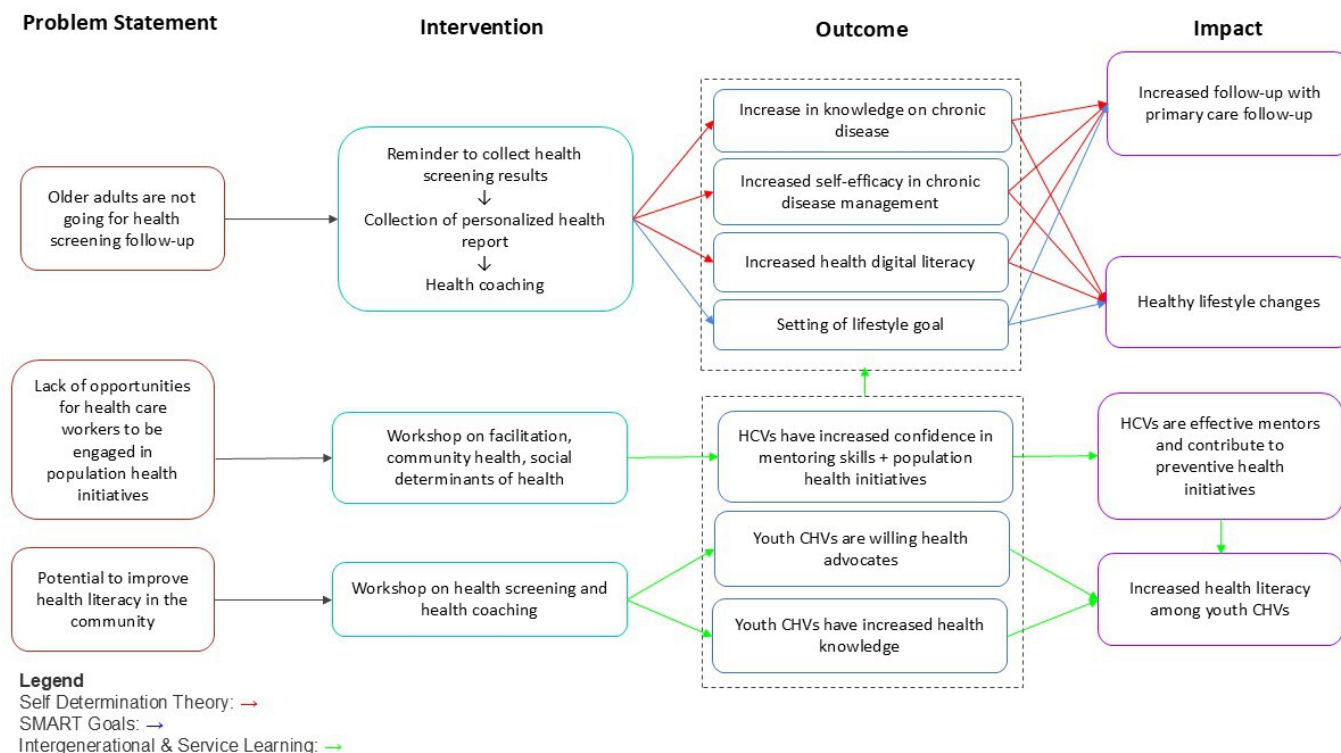 Problem Statement
Intervention
Outcome
Impact
Older adults are not
going for health
screening follow-up
Reminder to collect health
screening results
↓
Collection of personalized health
report
↓
Health coaching
Increase in knowledge on chronic
disease
Increased self-efficacy in chronic
disease management
Increased health digital literacy
Setting of lifestyle goal
Increased follow-up with
primary care follow-up
Healthy lifestyle changes
Lack of opportunities
for health care
workers to be
engaged in
population health
initiatives
Workshop on facilitation,
community health, social
determinants of health
HCVs have increased confidence in
mentoring skills + population
health initiatives
HCVs are effective mentors
and contribute to
preventive health
initiatives
Potential to improve
health literacy in the
community
Workshop on health screening and
health coaching
Youth CHVs are willing health
advocates
Youth CHVs have increased health
knowledge
Increased health literacy
among youth CHVs
Legend
Self Determination Theory: →
SMART Goals: →
Intergenerational & Service Learning: →